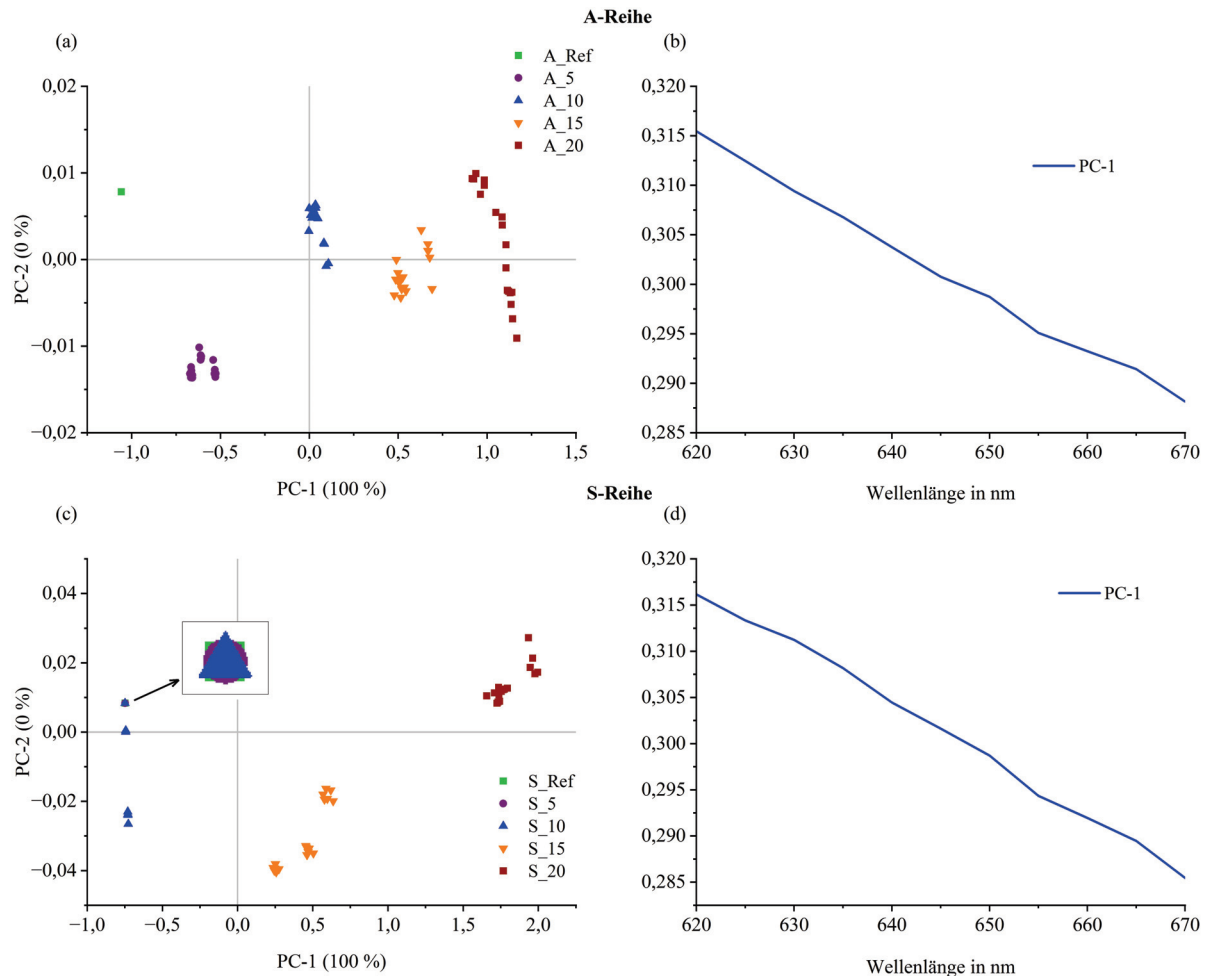 A-Reihe
(a)
A_Ref
A_5
A_10
A_15
A_20
0,02
0,01
0,00
−0,01
−0,02
PC-2 (0 %)
−1,0
−0,5
0,0
0,5
1,0
1,5
PC-1 (100 %)
(b)
PC-1
0,320
0,315
0,310
0,305
0,300
0,295
0,290
0,285
620
630
640
650
660
670
Wellenlänge in nm
S-Reihe
(c)
0,04
0,02
0,00
−0,02
−0,04
PC-2 (0 %)
S_Ref
S_5
S_10
S_15
S_20
−1,0
−0,5
0,0
0,5
1,0
1,5
2,0
PC-1 (100 %)
(d)
PC-1
0,320
0,315
0,310
0,305
0,300
0,295
0,290
0,285
620
630
640
650
660
670
Wellenlänge in nm